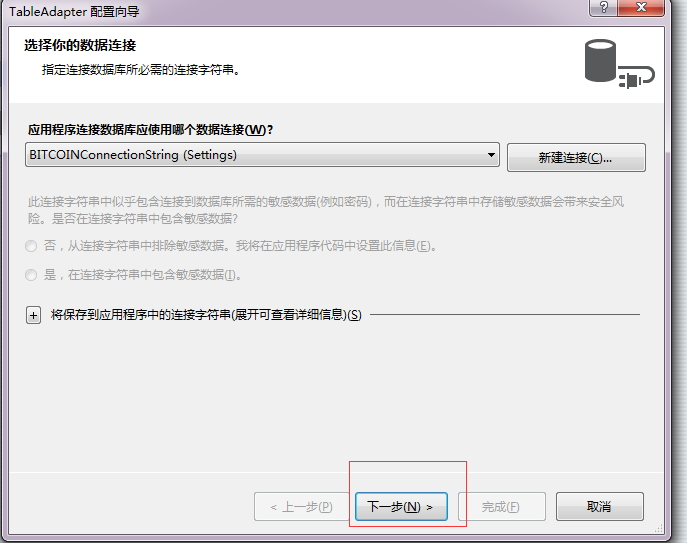 TableAdapter 配置向导
?
选择你的数据连接
指定连接数据库所必需的连接字符串。
应用程序连接数据库应使用哪个数据连接(W)?
BITCOINConnectionString (Settings)
新建连接(C)...
此连接字符串中似乎包含连接到数据库所需的敏感数据(例如密码)，而在连接字符串中存储敏感数据会带来安全风
险。是否在连接字符串中包含敏感数据?
否，从连接字符串中排除敏感数据。我将在应用程序代码中设置此信息(E)。
是，在连接字符串中包含敏感数据(I)。
+ 将保存到应用程序中的连接字符串(展开可查看详细信息)(S)
< 上一步(P)
下一步(N) >
完成(F)
取消